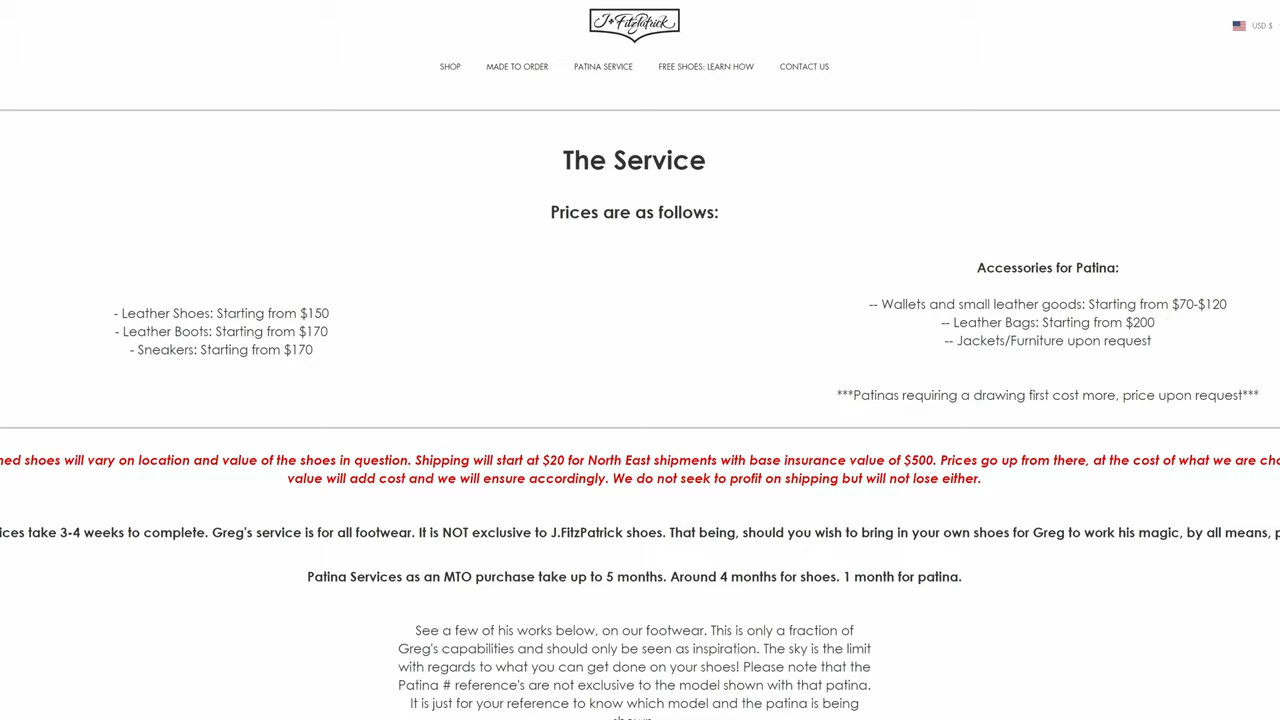 J.FitzPatrick
USD $
SHOP MADE TO ORDER PATINA SERVICE FREE SHOES: LEARN HOW CONTACT US
The Service
Prices are as follows:
- Leather Shoes: Starting from $150
- Leather Boots: Starting from $170
- Sneakers: Starting from $170
Accessories for Patina:
-- Wallets and small leather goods: Starting from $70-$120
-- Leather Bags: Starting from $200
-- Jackets/Furniture upon request
***Patinas requiring a drawing first cost more, price upon request***
shoes will vary on location and value of the shoes in question. Shipping will start at $20 for North East shipments with base insurance value of $500. Prices go up from there, at the cost of what we are
value will add cost and we will ensure accordingly. We do not seek to profit on shipping but will not lose either.
take 3-4 weeks to complete. Greg's service is for all footwear. It is NOT exclusive to J.FitzPatrick shoes. That being, should you wish to bring in your own shoes for Greg to work his magic, by all means,
Patina Services as an MTO purchase take up to 5 months. Around 4 months for shoes. 1 month for patina.
See a few of his works below, on our footwear. This is only a fraction of
Greg's capabilities and should only be seen as inspiration. The sky is the limit
with regards to what you can get done on your shoes! Please note that the
Patina # reference's are not exclusive to the model shown with that patina.
It is just for your reference to know which model and the patina is being